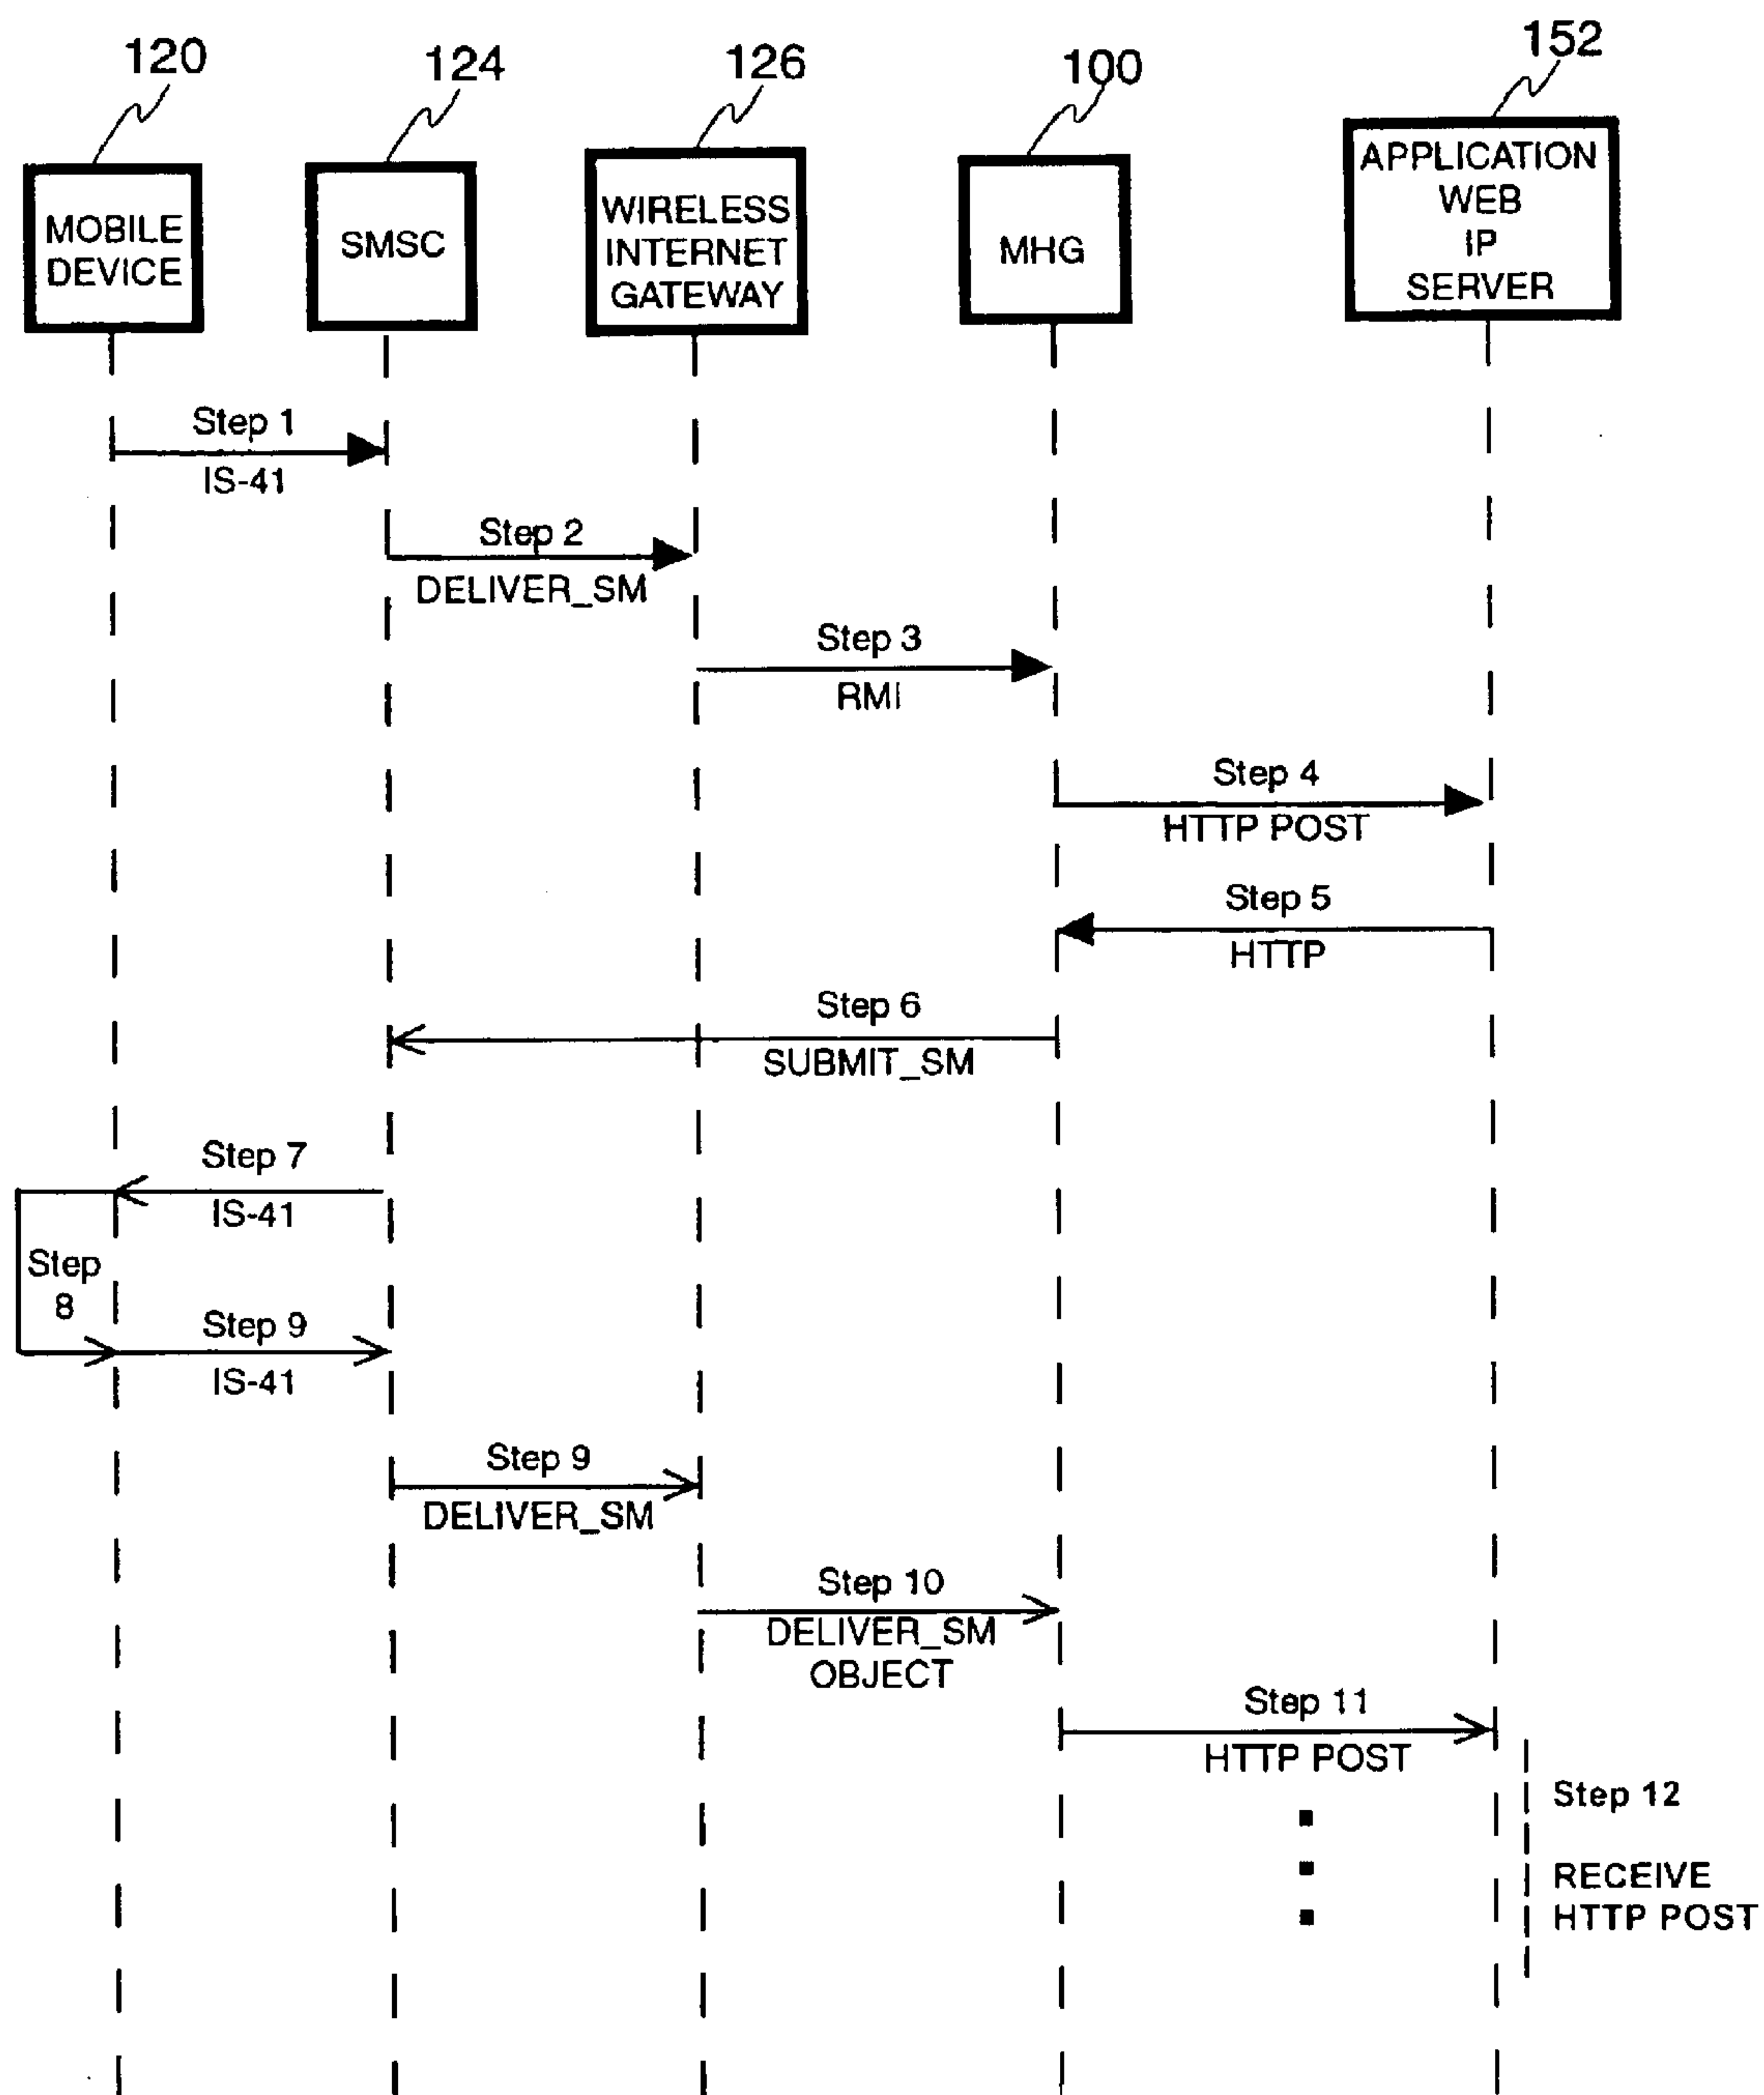 120
124
126
100
152
MOBILE
DEVICE
SMSC
WIRELESS
INTERNET
GATEWAY
MHG
APPLICATION
WEB
IP
SERVER
Step 1
IS-41
Step 2
DELIVER_SM
Step 3
RMI
Step 4
HTTP POST
Step 5
HTTP
Step 6
SUBMIT_SM
Step 7
IS-41
Step
8
Step 9
IS-41
Step 9
DELIVER_SM
Step 10
DELIVER_SM
OBJECT
Step 11
HTTP POST
Step 12
RECEIVE
HTTP POST